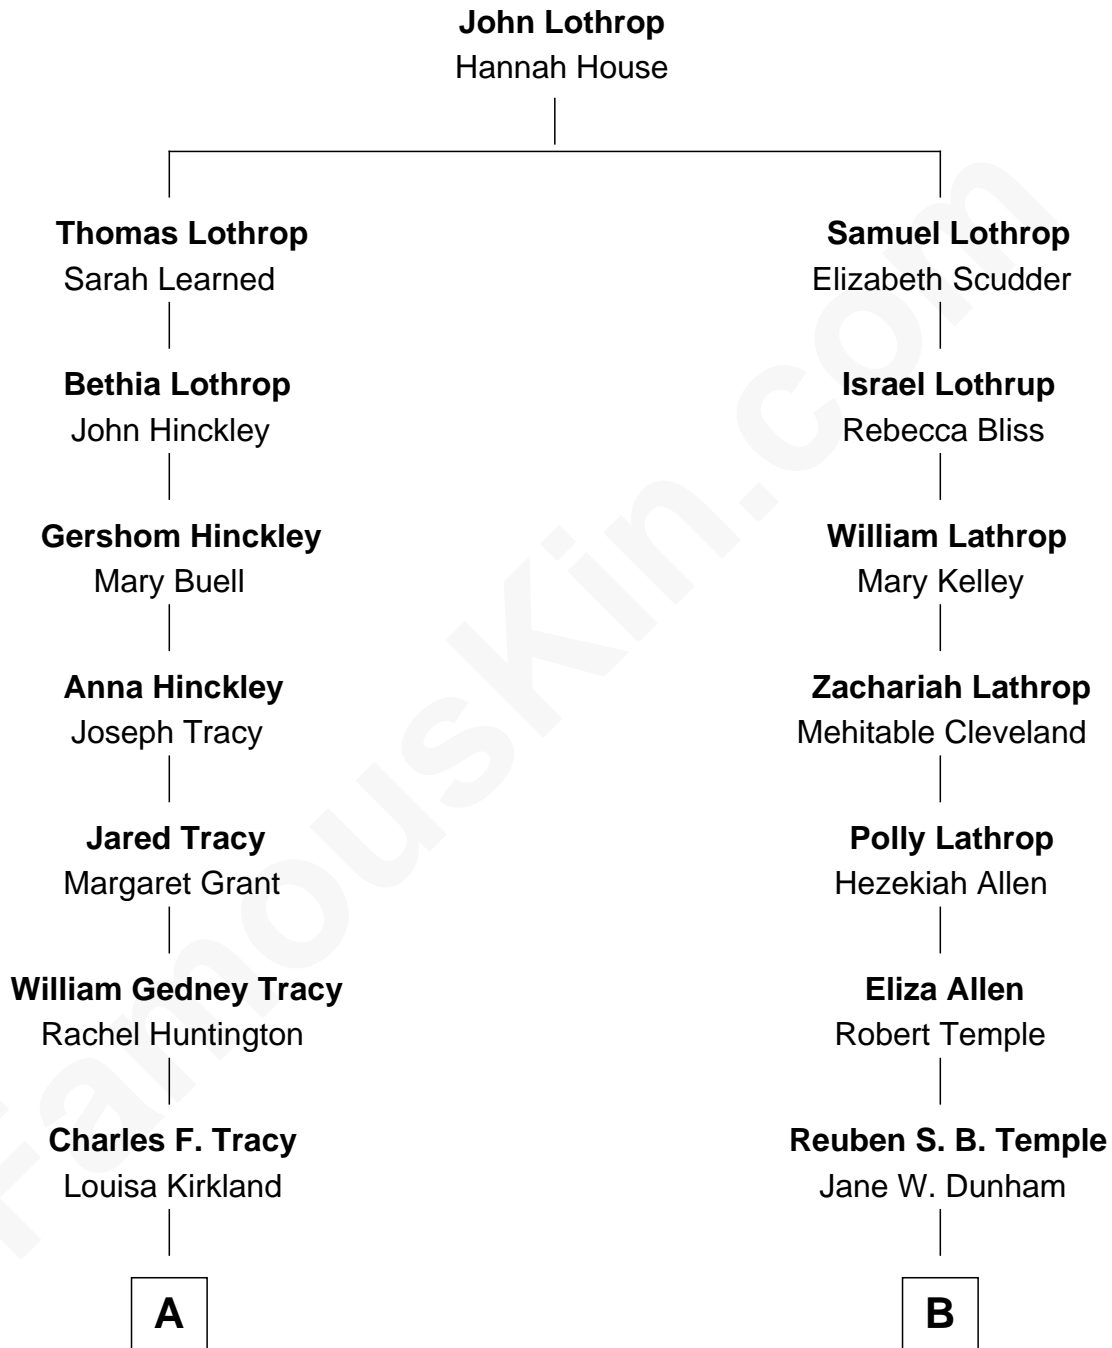 John Lothrop
Hannah House
Thomas Lothrop
Sarah Learned
Samuel Lothrop
Elizabeth Scudder
Bethia Lothrop
John Hinckley
Israel Lothrup
Rebecca Bliss
Gershom Hinckley
Mary Buell
William Lathrop
Mary Kelley
Anna Hinckley
Joseph Tracy
Zachariah Lathrop
Mehitable Cleveland
Jared Tracy
Margaret Grant
Polly Lathrop
Hezekiah Allen
William Gedney Tracy
Rachel Huntington
Eliza Allen
Robert Temple
Charles F. Tracy
Louisa Kirkland
Reuben S. B. Temple
Jane W. Dunham
A
B
FamousKin.com